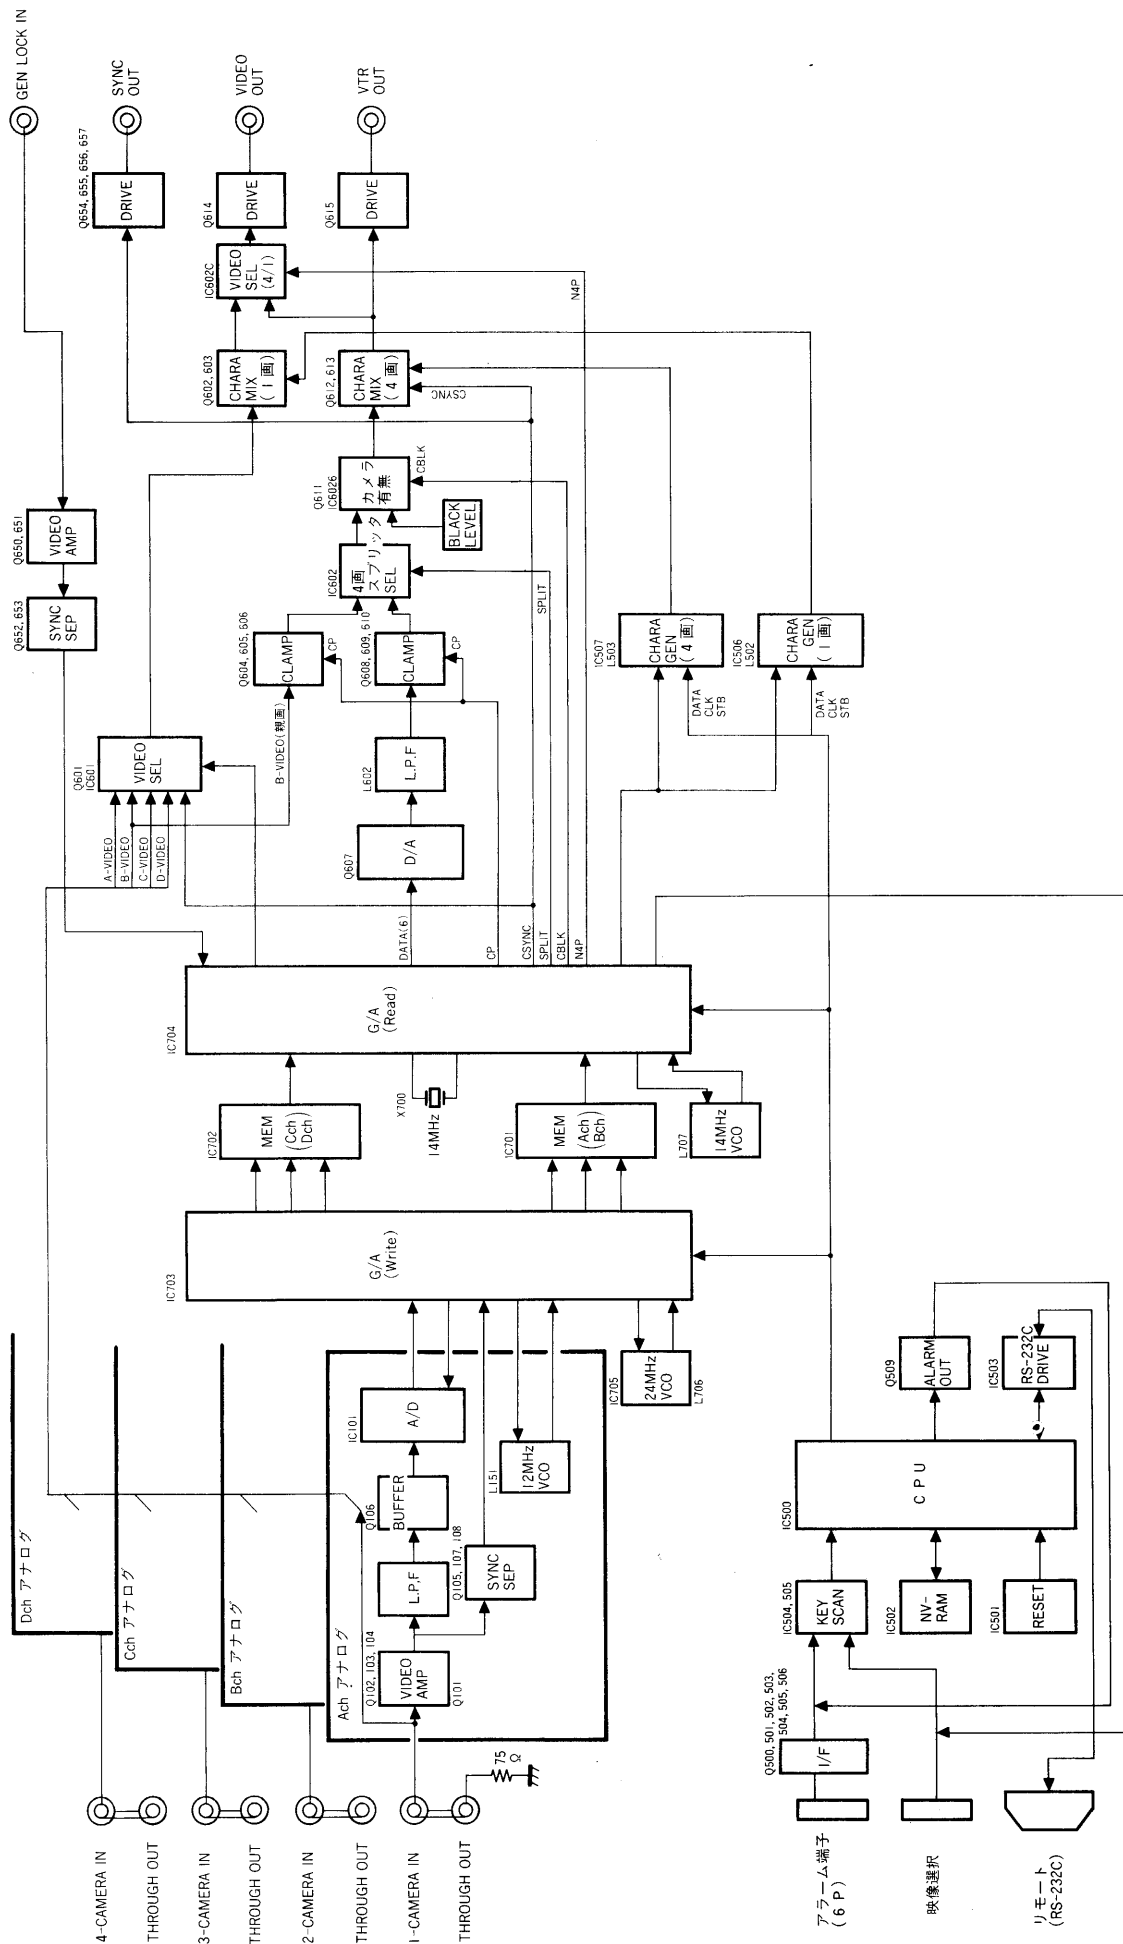 4-CAMERA IN
THROUGH OUT
3-CAMERA IN
THROUGH OUT
2-CAMERA IN
THROUGH OUT
1-CAMERA IN
THROUGH OUT
75
Ω
Dch アナログ
Cch アナログ
Bch アナログ
Ach アナログ
Q102, 103, 104
VIDEO
AMP
Q101
L.P,F
Q106
BUFFER
IC101
A/D
Q105, 107, 108
SYNC
SEP
L151
12MHz
VCO
IC705
24MHz
VCO
L706
IC703
G/A
(Write)
IC702
MEM
(Cch
Dch)
IC701
MEM
(Ach
Bch)
X700
14MHz
L707
14MHz
VCO
IC704
G/A
(Read)
A-VIDEO
B-VIDEO
C-VIDEO
D-VIDEO
Q601
IC601
VIDEO
SEL
B-VIDEO(親画)
DATA(6)
CP
CSYNC
SPLIT
CBLK
N4P
Q607
D/A
L602
L.P.F
Q604, 605, 606
CLAMP
CP
Q608, 609, 610
CLAMP
CP
IC602
4画
スプリッタ
SEL
SPLIT
Q611
IC6026
カメラ
有無
CBLK
BLACK
LEVEL
Q652, 653
SYNC
SEP
Q650, 651
VIDEO
AMP
Q602, 603
CHARA
MIX
(1画)
Q612, 613
CHARA
MIX
(4画)
CSYNC
IC602C
VIDEO
SEL
(4/1)
N4P
Q654, 655, 656, 657
DRIVE
Q614
DRIVE
Q615
DRIVE
GEN LOCK IN
SYNC
OUT
VIDEO
OUT
VTR
OUT
IC507
L503
CHARA
GEN
(4画)
DATA
CLK
STB
IC506
L502
CHARA
GEN
(1画)
DATA
CLK
STB
アラーム端子
(6P)
映像選択
リモート
(RS-232C)
Q500, 501, 502, 503,
504, 505, 506
I/F
IC504, 505
KEY
SCAN
IC502
NV-
RAM
IC501
RESET
IC500
CPU
Q509
ALARM
OUT
IC503
RS-232C
DRIVE